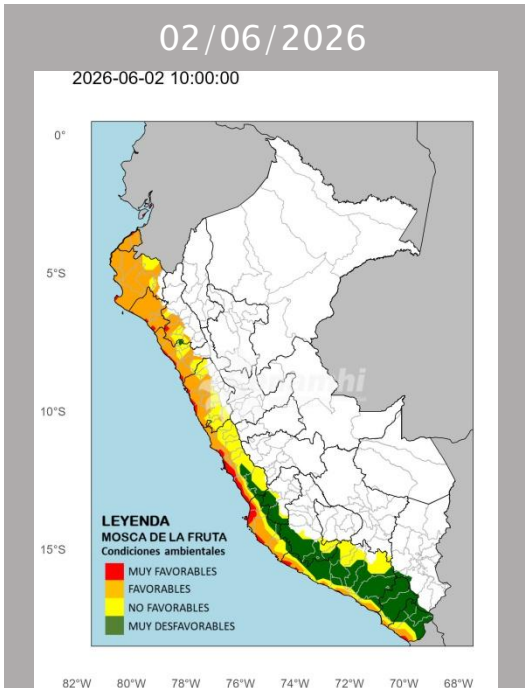 02/06/2026
2026-06-02 10:00:00
0°
5°S
10°S
15°S
LEYENDA
MOSCA DE LA FRUTA
Condiciones ambientales
MUY FAVORABLES
FAVORABLES
NO FAVORABLES
MUY DESFAVORABLES
82°W 80°W 78°W 76°W 74°W 72°W 70°W 68°W